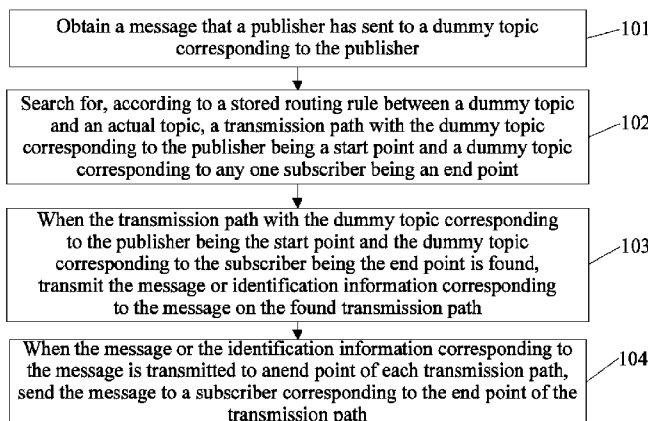 Obtain a message that a publisher has sent to a dummy topic
corresponding to the publisher
101
Search for, according to a stored routing rule between a dummy topic
and an actual topic, a transmission path with the dummy topic
corresponding to the publisher being a start point and a dummy topic
corresponding to any one subscriber being an end point
102
When the transmission path with the dummy topic corresponding
to the publisher being the start point and the dummy topic
corresponding to the subscriber being the end point is found,
transmit the message or identification information corresponding
to the message on the found transmission path
103
When the message or the identification information corresponding to
the message is transmitted to anend point of each transmission path,
send the message to a subscriber corresponding to the end point of the
transmission path
104